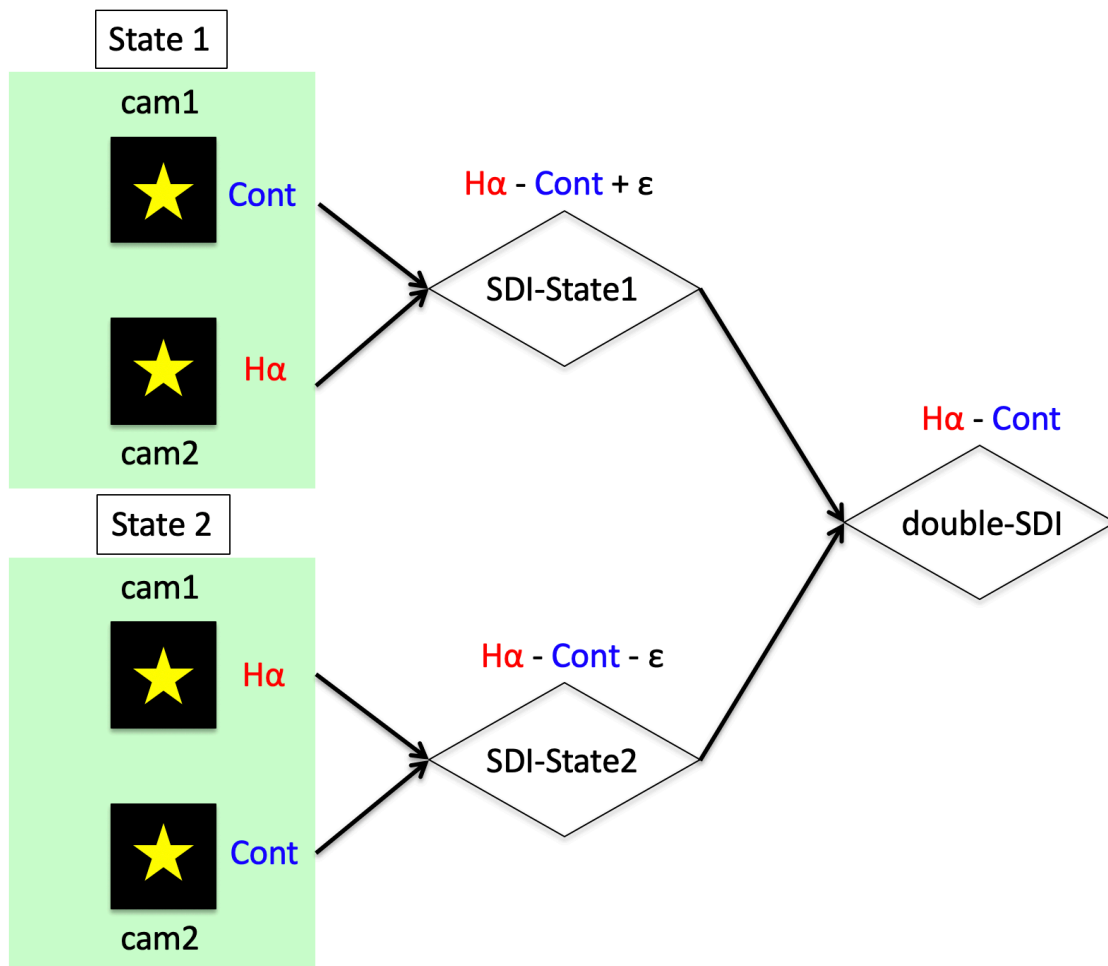 State 1
cam1
Cont
Hα
cam2
Hα - Cont + ε
SDI-State1
State 2
cam1
Hα
Cont
cam2
Hα - Cont - ε
SDI-State2
Hα - Cont
double-SDI